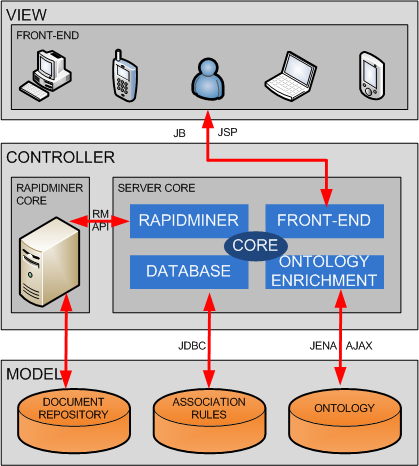 VIEW
FRONT-END
JB
JSP
CONTROLLER
RAPIDMINER
CORE
SERVER CORE
RM
API
RAPIDMINER
FRONT-END
CORE
DATABASE
ONTOLOGY
ENRICHMENT
JDBC
JENA
AJAX
MODEL
DOCUMENT
REPOSITORY
ASSOCIATION
RULES
ONTOLOGY